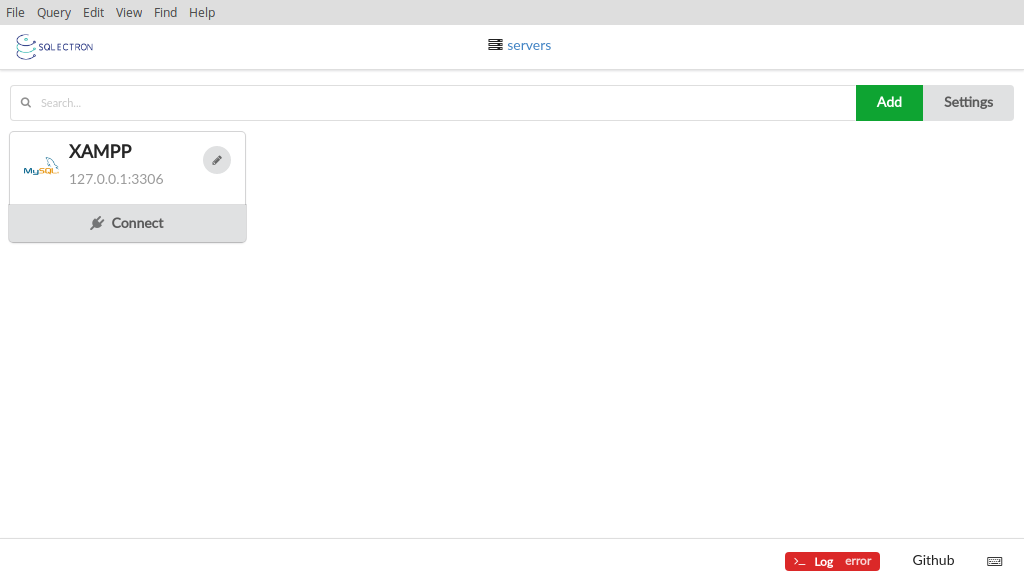 File Query Edit View Find Help
SQLECTRON
servers
Search...
Add
Settings
MySQL
XAMPP
127.0.0.1:3306
Connect
>_ Log error
Github